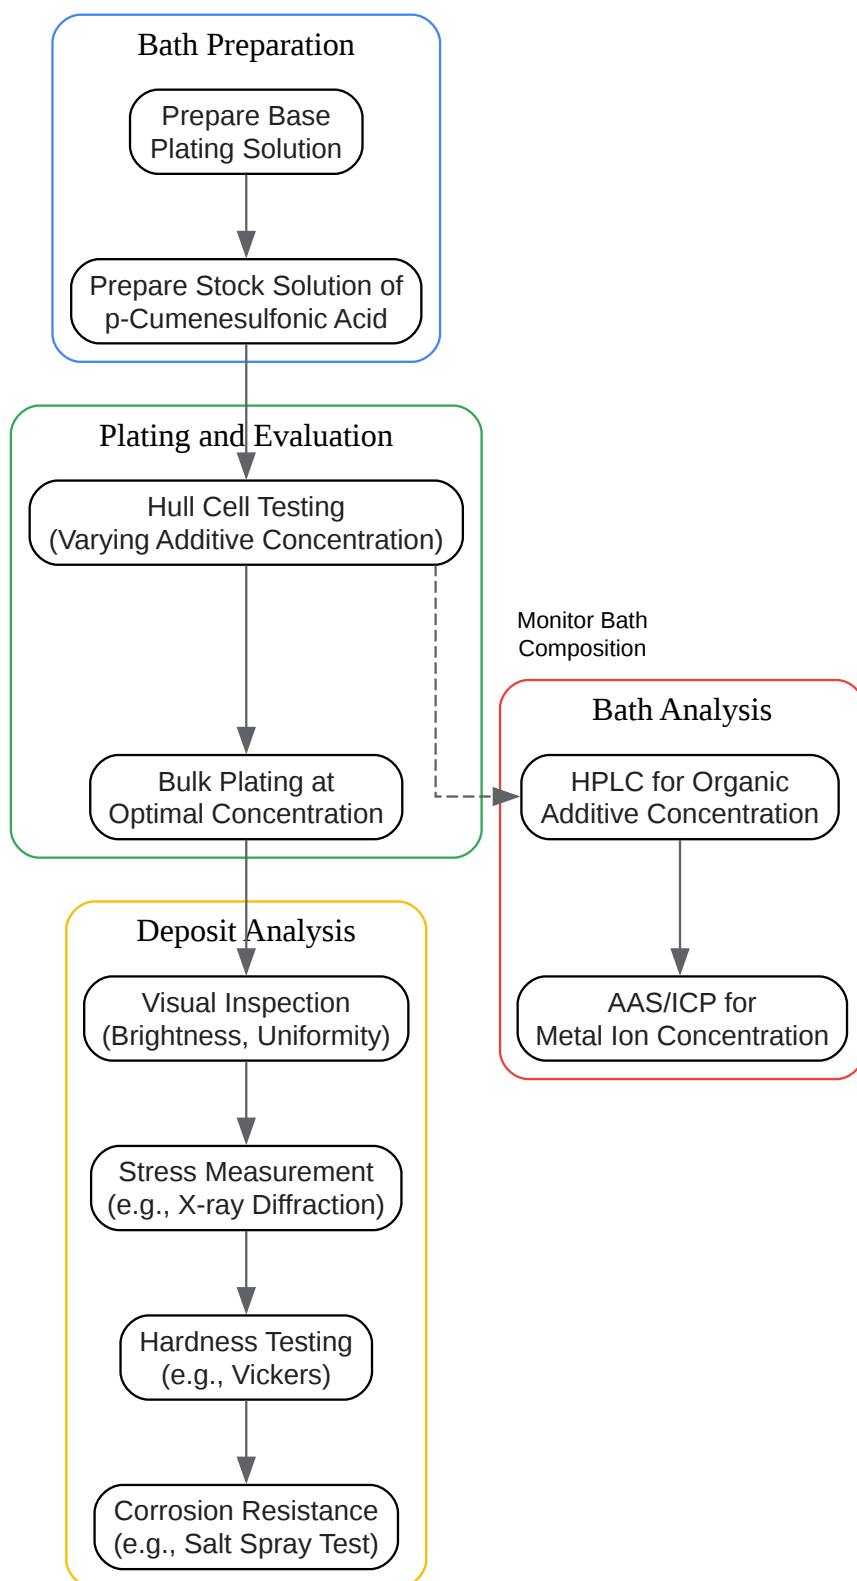 Bath Preparation
Prepare Base
Plating Solution
Prepare Stock Solution of
p-Cumenesulfonic Acid
Plating and Evaluation
Hull Cell Testing
(Varying Additive Concentration)
Monitor Bath
Composition
Bath Analysis
Bulk Plating at
Optimal Concentration
HPLC for Organic
Additive Concentration
Deposit Analysis
Visual Inspection
(Brightness, Uniformity)
AAS/ICP for
Metal Ion Concentration
Stress Measurement
(e.g., X-ray Diffraction)
Hardness Testing
(e.g., Vickers)
Corrosion Resistance
(e.g., Salt Spray Test)